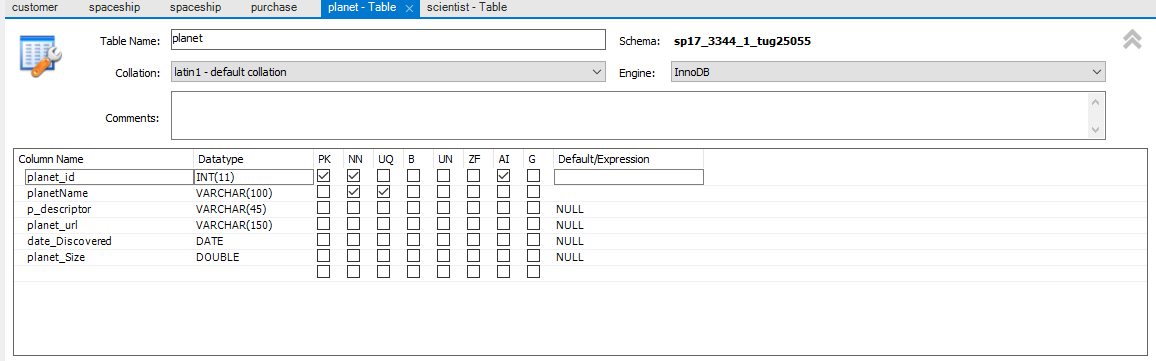 customer spaceship spaceship purchase planet - Table × scientist - Table
Table Name: planet Schema: sp17_3344_1_tug25055
Collation: latin1 - default collation Engine: InnoDB
Comments:
Column Name Datatype PK NN UQ B UN ZF AI G Default/Expression
planet_id INT(11)
planetName VARCHAR(100)
p_descriptor VARCHAR(45) NULL
planet_url VARCHAR(150) NULL
date_Discovered DATE NULL
planet_Size DOUBLE NULL